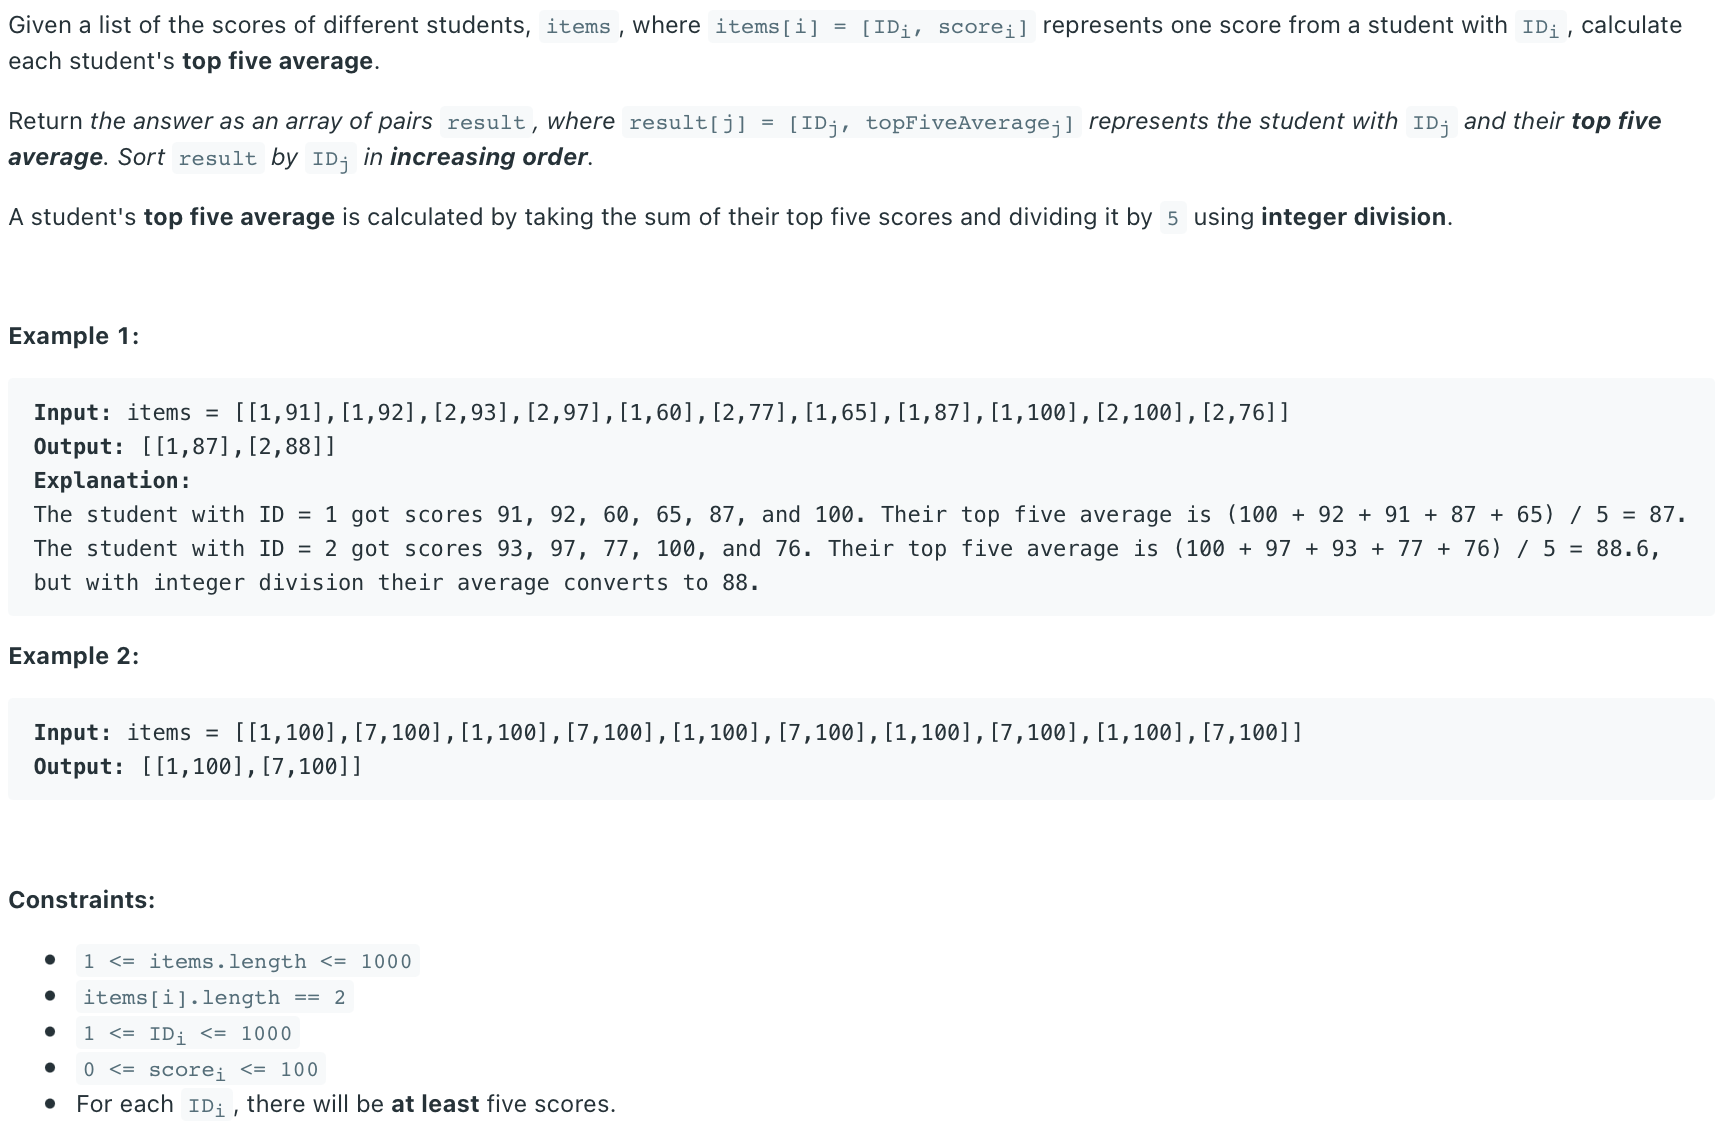 Given a list of the scores of different students, items, where items[i] = [IDi, scorei] represents one score from a student with IDi, calculate
each student's top five average.
Return the answer as an array of pairs result, where result[j] = [IDj, topFiveAveragej] represents the student with IDj and their top five
average. Sort result by IDj in increasing order.
A student's top five average is calculated by taking the sum of their top five scores and dividing it by 5 using integer division.
Example 1:
Input: items = [[1,91],[1,92],[2,93],[2,97],[1,60],[2,77],[1,65],[1,87],[1,100],[2,100],[2,76]]
Output: [[1,87],[2,88]]
Explanation:
The student with ID = 1 got scores 91, 92, 60, 65, 87, and 100. Their top five average is (100 + 92 + 91 + 87 + 65) / 5 = 87.
The student with ID = 2 got scores 93, 97, 77, 100, and 76. Their top five average is (100 + 97 + 93 + 77 + 76) / 5 = 88.6,
but with integer division their average converts to 88.
Example 2:
Input: items = [[1,100],[7,100],[1,100],[7,100],[1,100],[7,100],[1,100],[7,100],[1,100],[7,100]]
Output: [[1,100],[7,100]]
Constraints:
• 1 <= items.length <= 1000
• items[i].length == 2
• 1 <= IDi <= 1000
• 0 <= scorei <= 100
• For each IDi, there will be at least five scores.